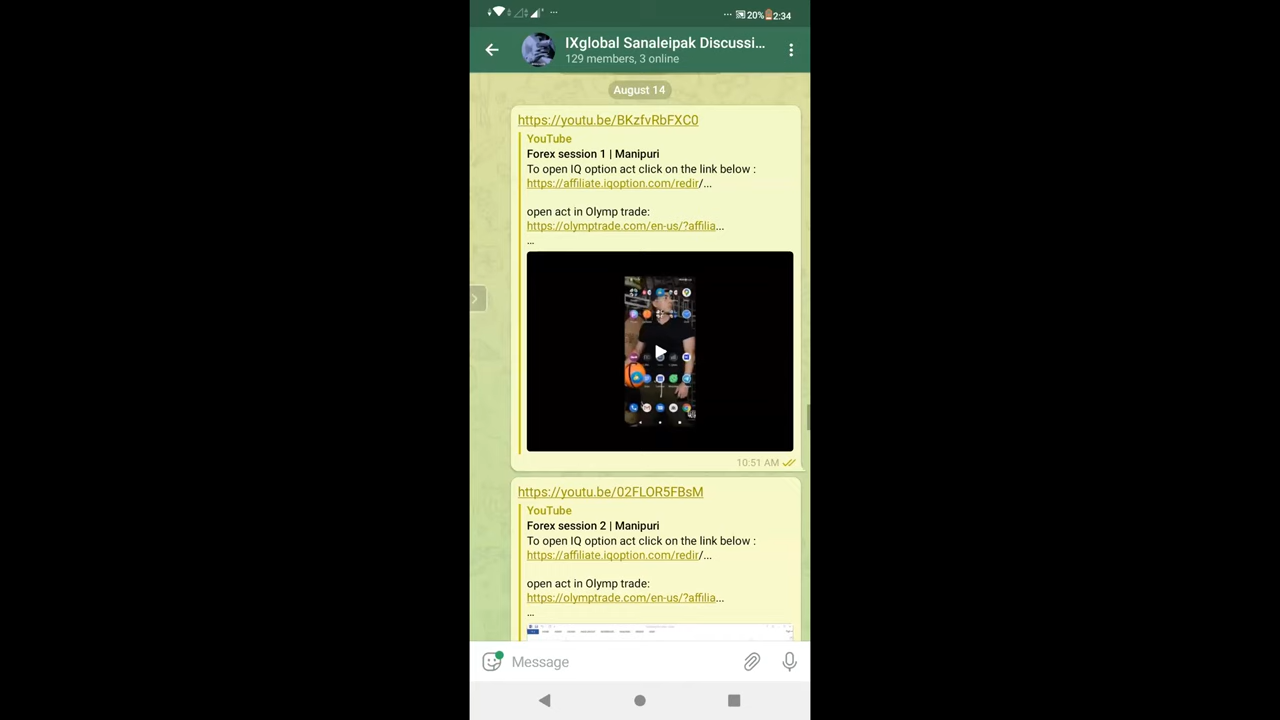 20% 2:34
IXglobal Sanaleipak Discussi...
129 members, 3 online
August 14
https://youtu.be/BKzfvRbFXC0
YouTube
Forex session 1 | Manipuri
To open IQ option act click on the link below :
https://affiliate.iqoption.com/redir/...
open act in Olymp trade:
https://olymptrade.com/en-us/?affilia...
...
10:51 AM
https://youtu.be/02FLOR5FBsM
YouTube
Forex session 2 | Manipuri
To open IQ option act click on the link below :
https://affiliate.iqoption.com/redir/...
open act in Olymp trade:
https://olymptrade.com/en-us/?affilia...
...
Message